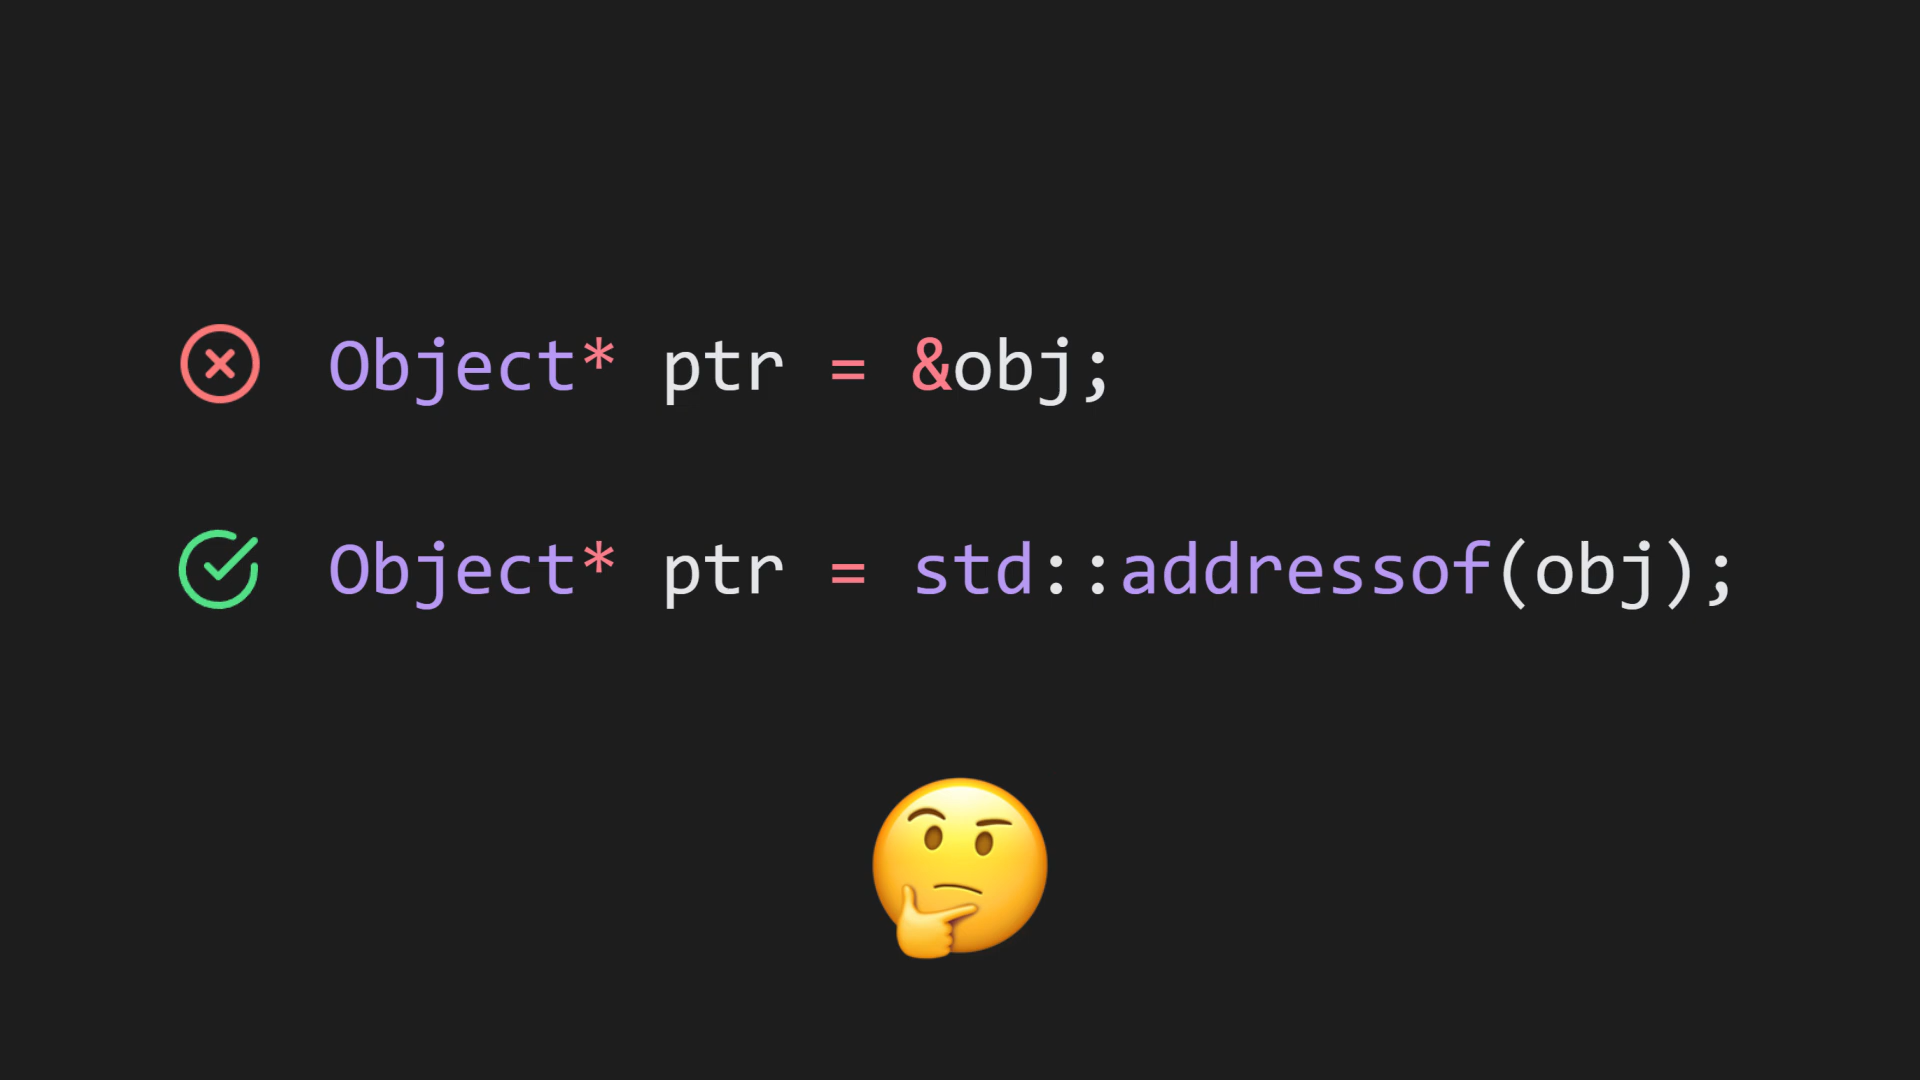 Object* ptr = &obj;
Object* ptr = std::addressof(obj);